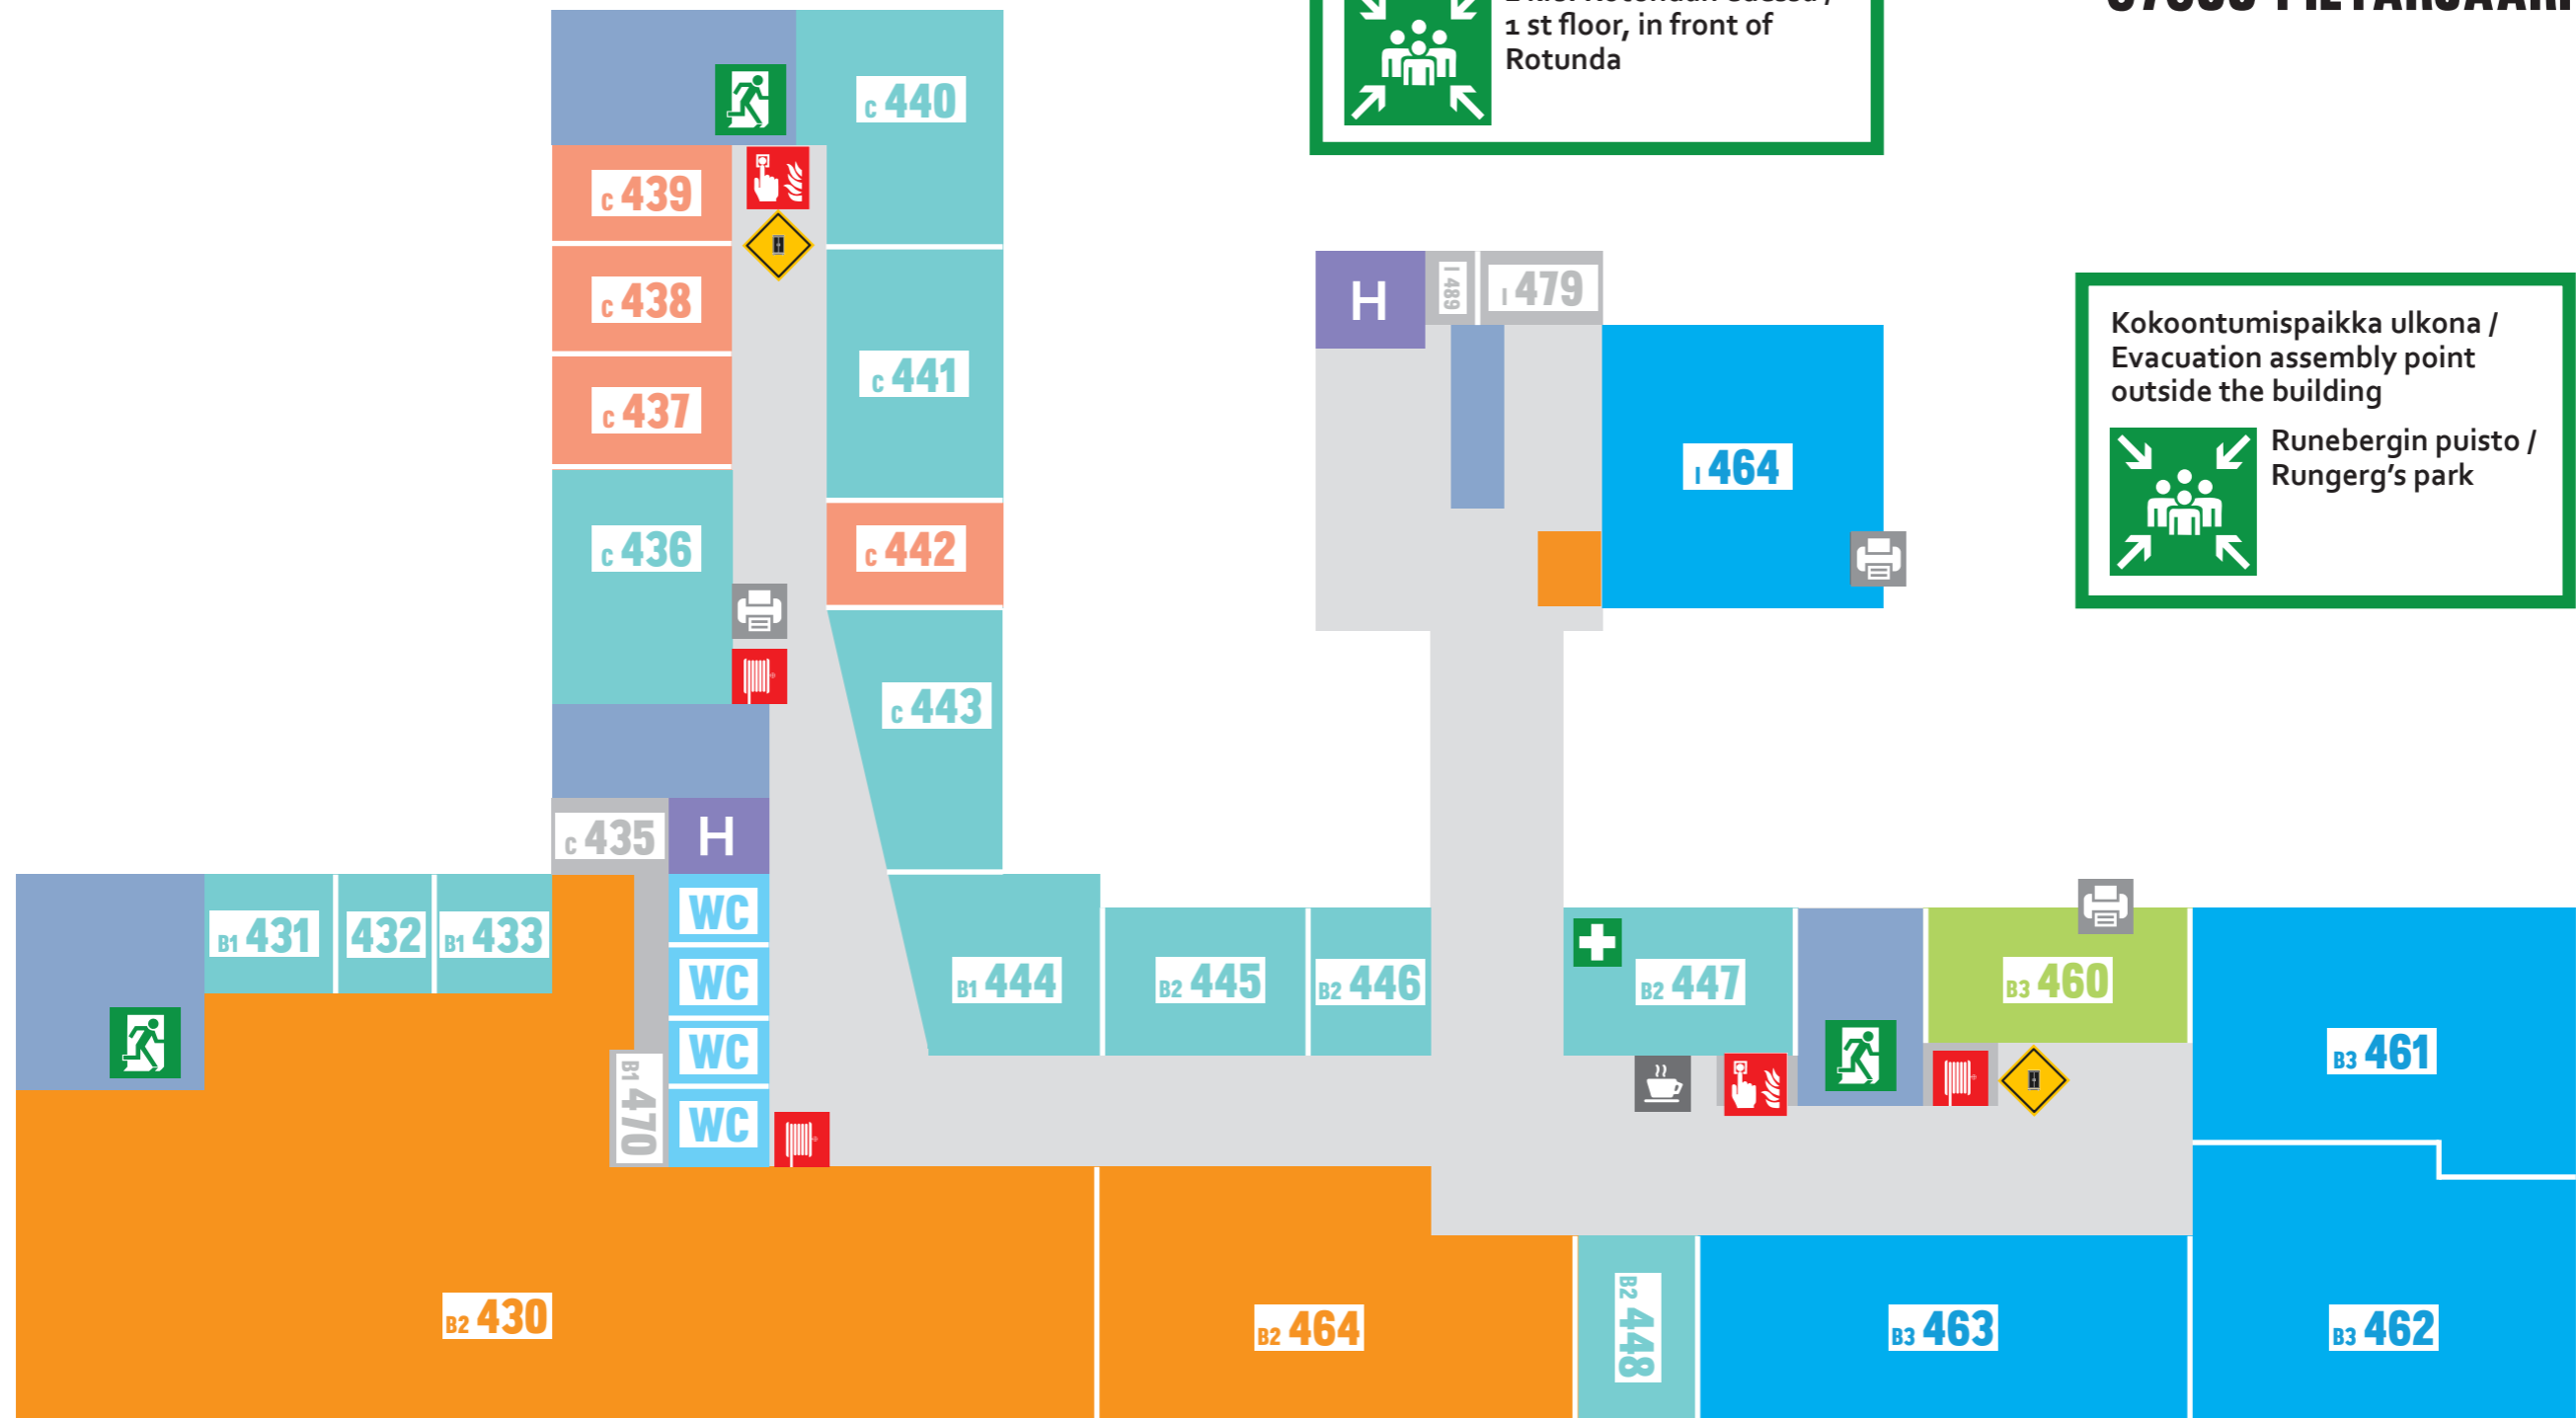 1 st floor, in front of
Rotunda
C 440
C 439
C 438
C 437
C 441
C 436
C 442
C 443
C 435
H
H
I 489
I 479
I 464
Kokoontumispaikka ulkona /
Evacuation assembly point
outside the building
Runebergin puisto /
Rungerg's park
B1 431
432
B1 433
WC
WC
WC
WC
B1 470
B1 444
B2 445
B2 446
B2 447
B3 460
B3 461
B2 430
B2 464
B2 448
B3 463
B3 462